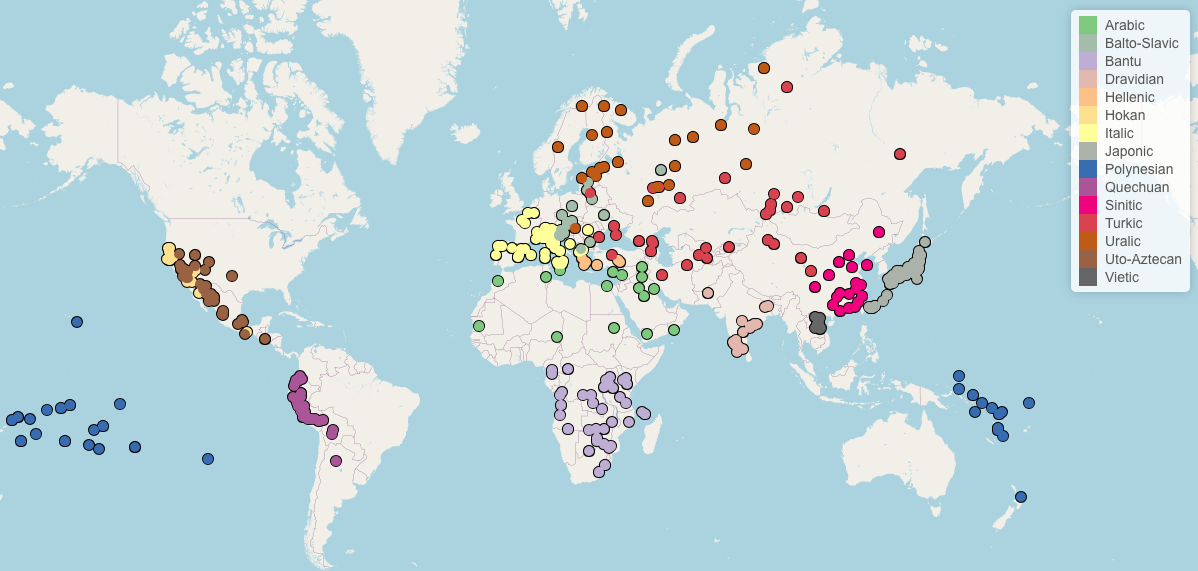 Arabic
Balto-Slavic
Bantu
Dravidian
Hellenic
Hokan
Italic
Japonic
Polynesian
Quechuan
Sinitic
Turkic
Uralic
Uto-Aztecan
Vietic